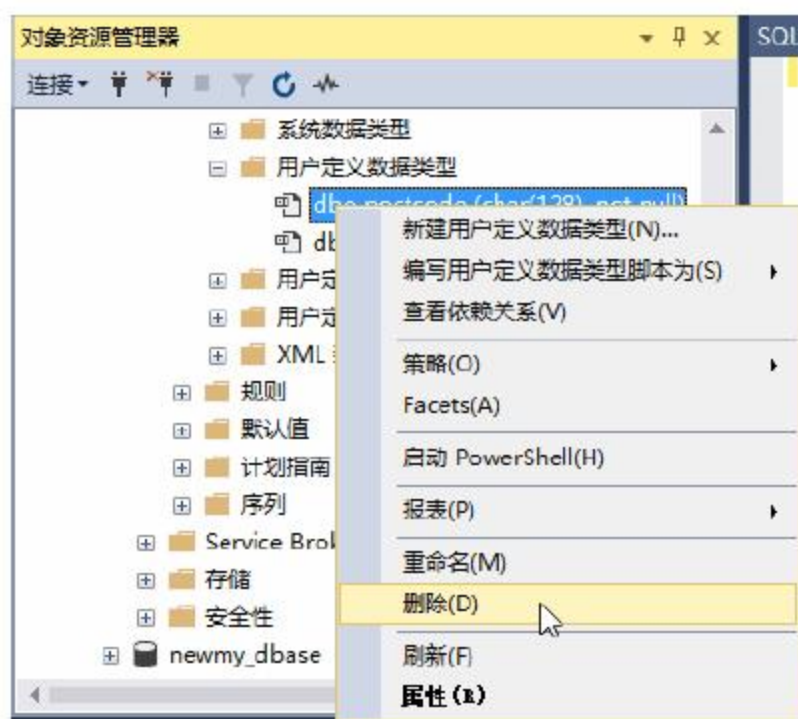 对象资源管理器
SQL
连接
系统数据类型
用户定义数据类型
dbo.postcode (char(128), not null)
db
用户定
用户定
XML
规则
默认值
计划指南
序列
Service Brok
存储
安全性
newmy_dbase
新建用户定义数据类型(N)...
编写用户定义数据类型脚本为(S)
查看依赖关系(V)
策略(O)
Facets(A)
启动 PowerShell(H)
报表(P)
重命名(M)
删除(D)
刷新(F)
属性(R)